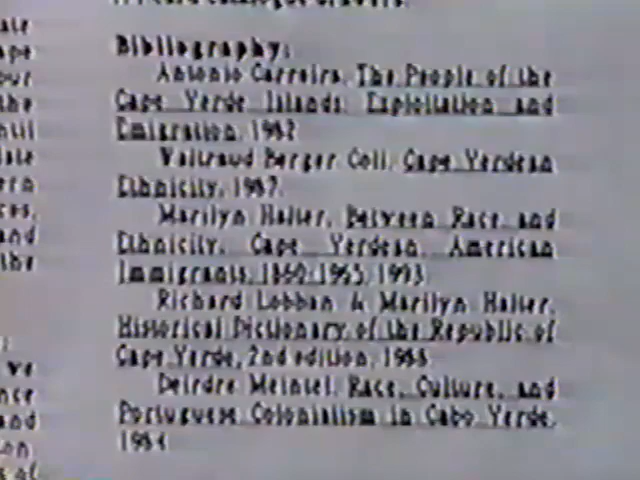 Bibliography:
Antonio Carreira, The People of the
Cape Verde Islands: Exploitation and
Emigration, 1982
Waltraud Berger Coli, Cape Verdean
Ethnicity, 1987.
Marilyn Halter, Between Race and
Ethnicity, Cape Verdean American
Immigrants, 1860-1965, 1993
Richard Lobban & Marilyn Halter,
Historical Dictionary of the Republic of
Cape Verde, 2nd edition, 1988
Deirdre Meintel, Race, Culture, and
Portuguese Colonialism in Cabo Verde,
1984